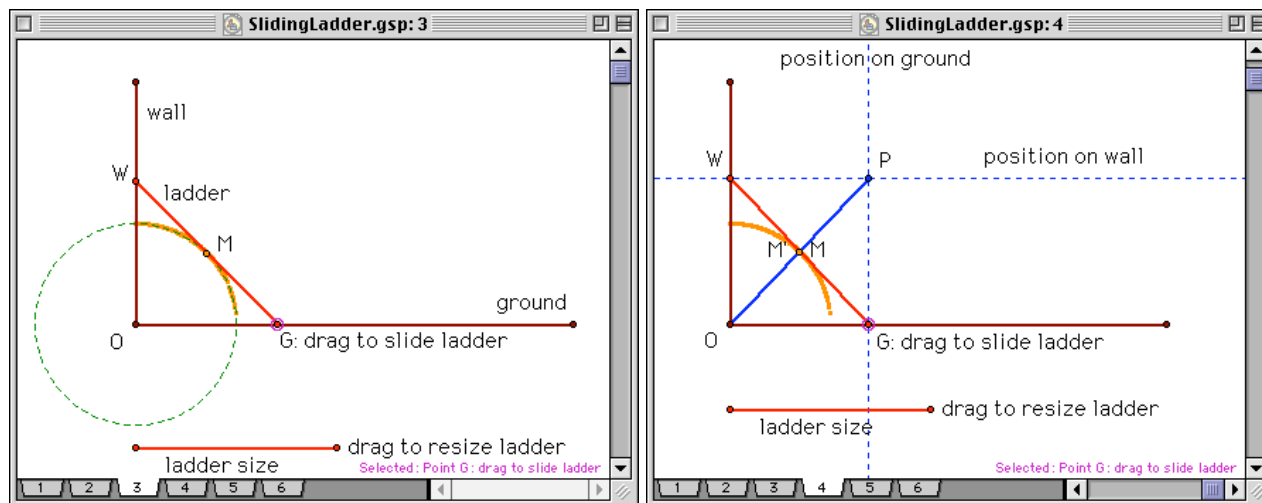 SlidingLadder.gsp: 3
wall
W
ladder
M
ground
O
G: drag to slide ladder
drag to resize ladder
ladder size
Selected: Point G: drag to slide ladder
1 2 3 4 5 6
SlidingLadder.gsp: 4
position on ground
W
P
position on wall
M' M
O
G: drag to slide ladder
drag to resize ladder
ladder size
Selected: Point G: drag to slide ladder
1 2 3 4 5 6